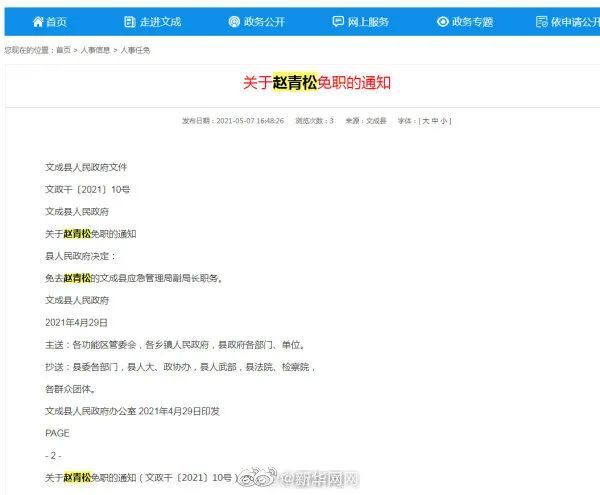 首页 走进文成 政务公开 网上服务 政务专题 依申请公开
您现在的位置：首页 > 人事信息 > 人事任免
关于赵青松免职的通知
发布日期：2021-05-07 16:48:26 浏览次数：3 来源：文成县 字体：[ 大 中 小 ]
文成县人民政府文件
文政干〔2021〕10号
文成县人民政府
关于赵青松免职的通知
县人民政府决定：
免去赵青松的文成县应急管理局副局长职务。
文成县人民政府
2021年4月29日
主送：各功能区管委会，各乡镇人民政府，县政府各部门、单位。
抄送：县委各部门，县人大、政协办，县人武部，县法院、检察院，
各群众团体。
文成县人民政府办公室 2021年4月29日印发
PAGE
- 2 -
关于赵青松免职的通知（文政干〔2021〕10号）
@新华网网